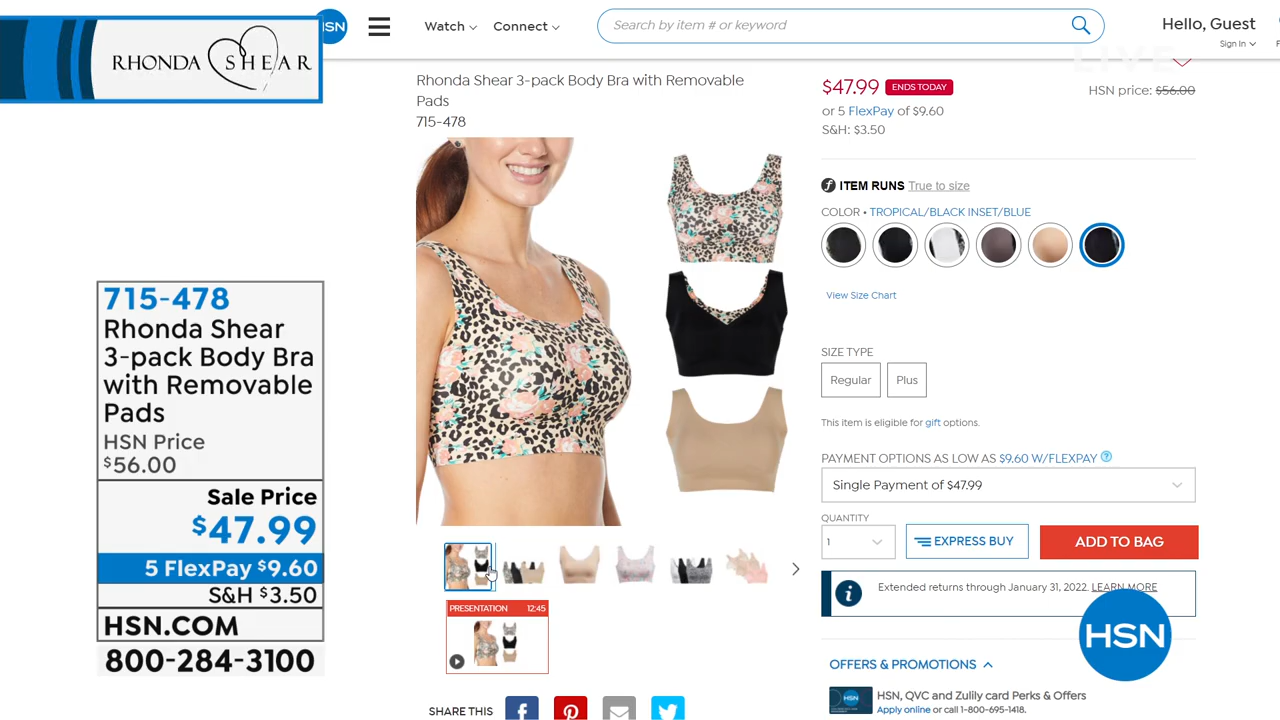 RHONDA SHEAR
HSN
Watch
Connect
Search by item # or keyword
Hello, Guest
Sign In
LIVE
Rhonda Shear 3-pack Body Bra with Removable
Pads
715-478
$47.99 ENDS TODAY
HSN price: $56.00
or 5 FlexPay of $9.60
S&H: $3.50
ITEM RUNS True to size
COLOR • TROPICAL/BLACK INSET/BLUE
View Size Chart
SIZE TYPE
Regular
Plus
This item is eligible for gift options.
PAYMENT OPTIONS AS LOW AS $9.60 W/FLEXPAY ?
Single Payment of $47.99
QUANTITY
1
EXPRESS BUY
ADD TO BAG
Extended returns through January 31, 2022. LEARN MORE
HSN
OFFERS & PROMOTIONS
HSN
HSN, QVC and Zulily card Perks & Offers
Apply online or call 1-800-695-1418.
PRESENTATION 12:45
SHARE THIS
715-478
Rhonda Shear
3-pack Body Bra
with Removable
Pads
HSN Price
$56.00
Sale Price
$47.99
5 FlexPay $9.60
S&H $3.50
HSN.COM
800-284-3100